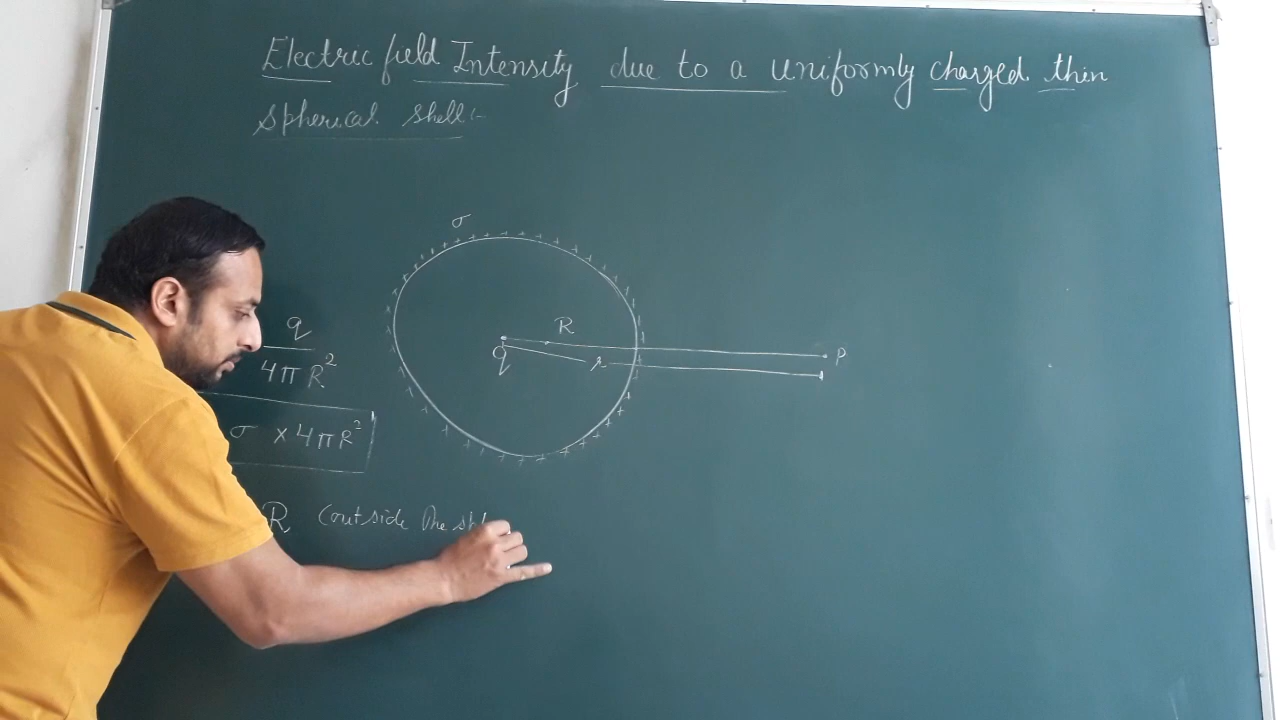 Electric field Intensity due to a uniformly charged thin
spherical shell:-
σ
R
q
r
P
q
4πR²
σ × 4πR²
R (outside the